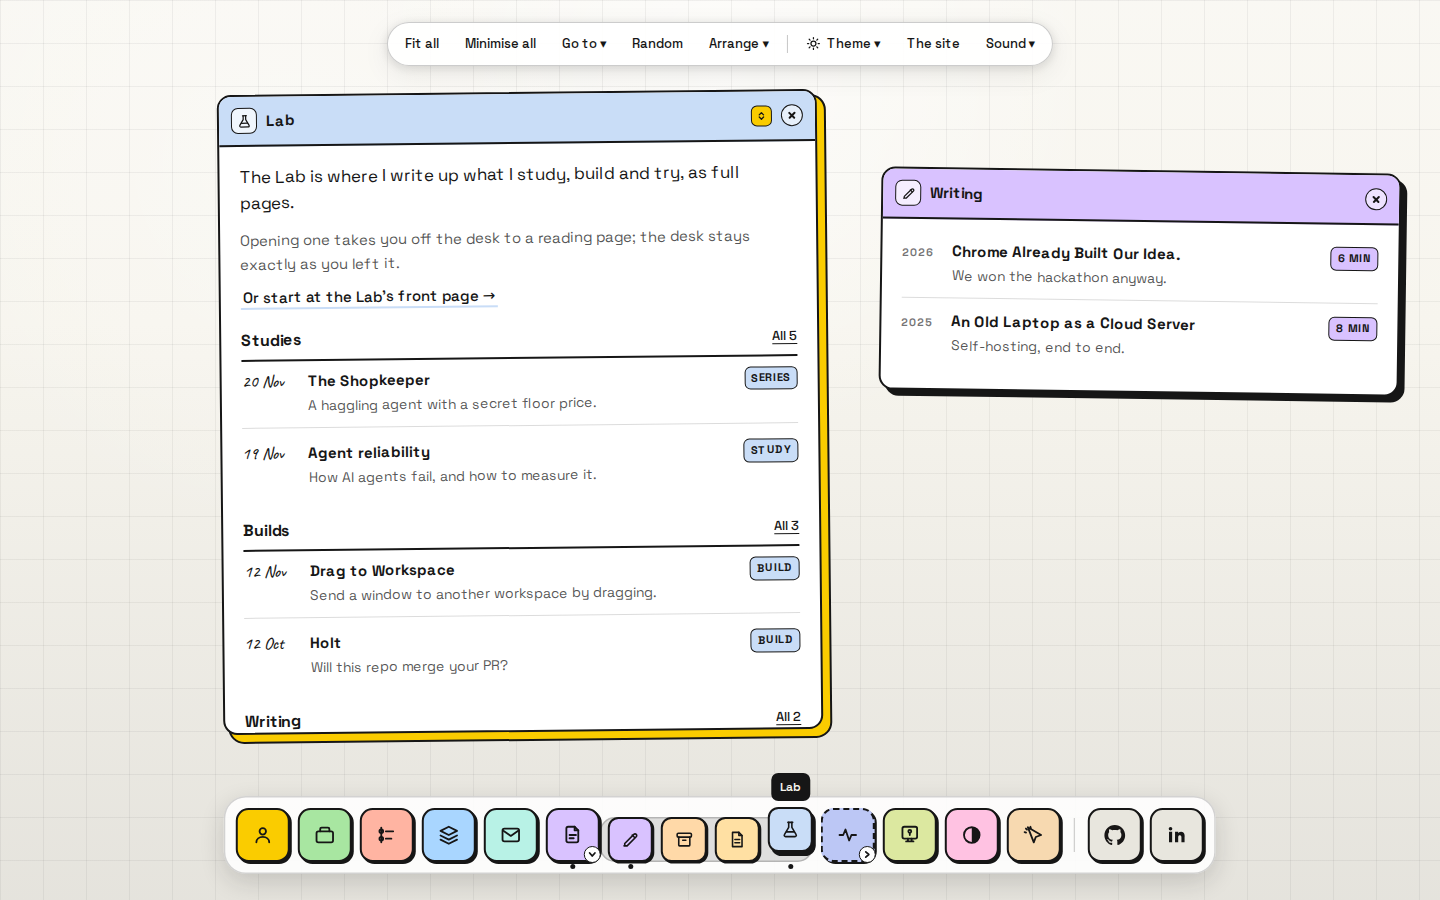 Fit all
Minimise all
Go to ▾
Random
Arrange ▾
Theme ▾
The site
Sound ▾
Lab
The Lab is where I write up what I study, build and try, as full
pages.
Opening one takes you off the desk to a reading page; the desk stays
exactly as you left it.
Or start at the Lab's front page →
Studies
All 5
20 Nov
The Shopkeeper
SERIES
A haggling agent with a secret floor price.
19 Nov
Agent reliability
STUDY
How AI agents fail, and how to measure it.
Builds
All 3
12 Nov
Drag to Workspace
BUILD
Send a window to another workspace by dragging.
12 Oct
Holt
BUILD
Will this repo merge your PR?
Writing
All 2
Writing
2026
Chrome Already Built Our Idea.
6 MIN
We won the hackathon anyway.
2025
An Old Laptop as a Cloud Server
8 MIN
Self-hosting, end to end.
Lab
in